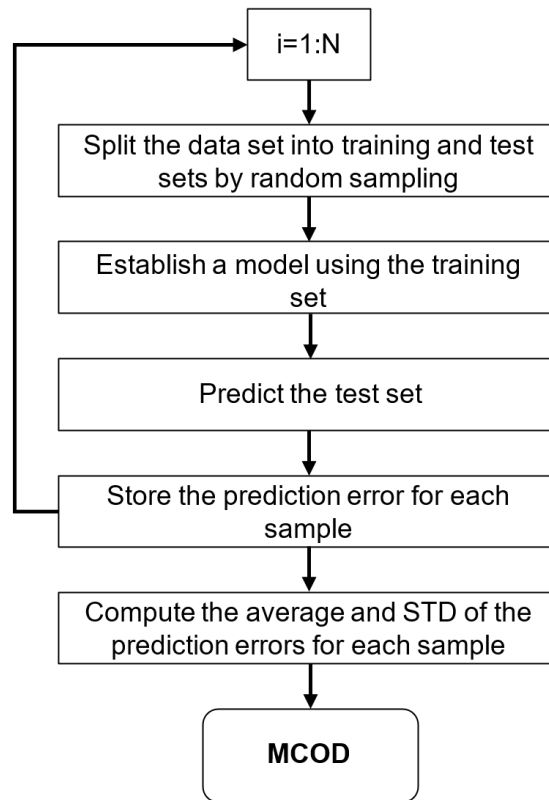 i=1:N
Split the data set into training and test
sets by random sampling
Establish a model using the training
set
Predict the test set
Store the prediction error for each
sample
Compute the average and STD of the
prediction errors for each sample
MCOD